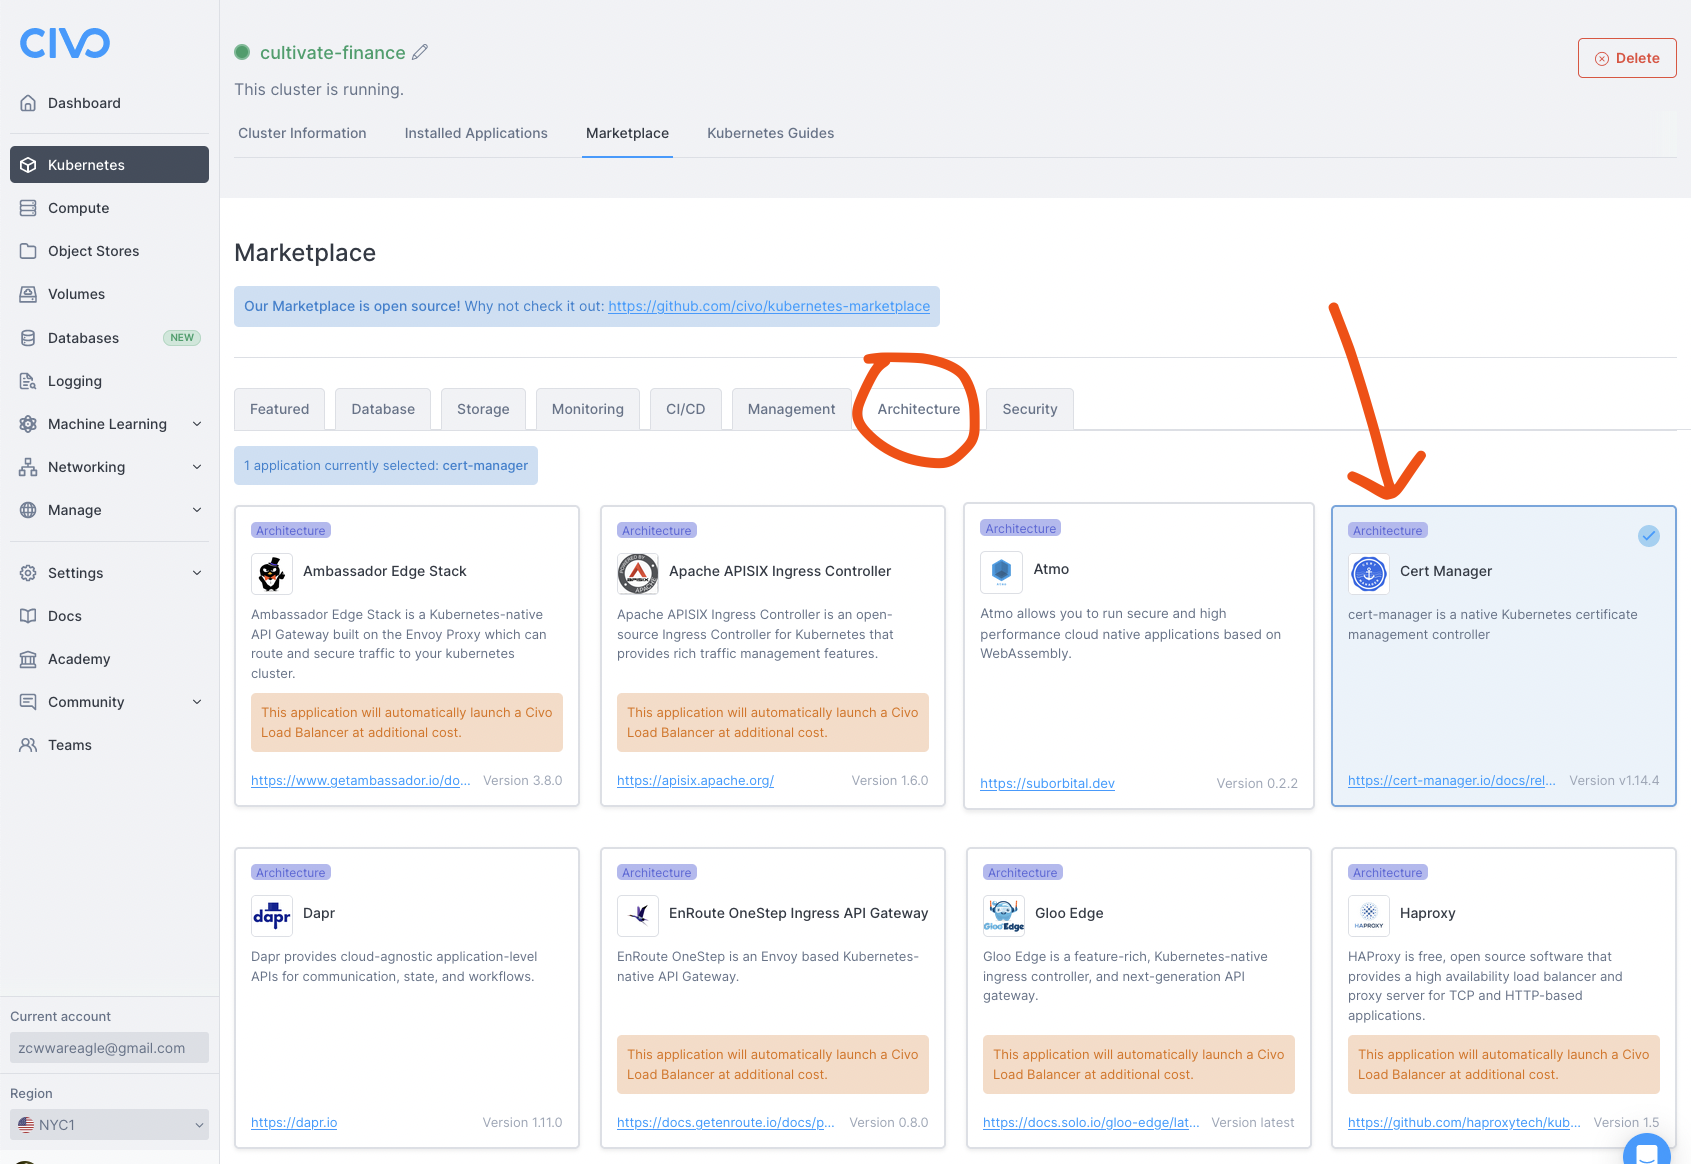 CIVO
Dashboard
Kubernetes
Compute
Object Stores
Volumes
Databases NEW
Logging
Machine Learning
Networking
Manage
Settings
Docs
Academy
Community
Teams
Current account
zcwwareagle@gmail.com
Region
NYC1
cultivate-finance
Delete
This cluster is running.
Cluster Information Installed Applications Marketplace Kubernetes Guides
Marketplace
Our Marketplace is open source! Why not check it out: https://github.com/civo/kubernetes-marketplace
Featured Database Storage Monitoring CI/CD Management Architecture Security
1 application currently selected: cert-manager
Architecture
Ambassador Edge Stack
Ambassador Edge Stack is a Kubernetes-native
API Gateway built on the Envoy Proxy which can
route and secure traffic to your kubernetes
cluster.
This application will automatically launch a Civo
Load Balancer at additional cost.
https://www.getambassador.io/do... Version 3.8.0
Architecture
Apache APISIX Ingress Controller
Apache APISIX Ingress Controller is an open-
source Ingress Controller for Kubernetes that
provides rich traffic management features.
This application will automatically launch a Civo
Load Balancer at additional cost.
https://apisix.apache.org/ Version 1.6.0
Architecture
Atmo
Atmo allows you to run secure and high
performance cloud native applications based on
WebAssembly.
https://suborbital.dev Version 0.2.2
Architecture
Cert Manager
cert-manager is a native Kubernetes certificate
management controller
https://cert-manager.io/docs/rel... Version v1.14.4
Architecture
dapr
Dapr
Dapr provides cloud-agnostic application-level
APIs for communication, state, and workflows.
https://dapr.io Version 1.11.0
Architecture
EnRoute OneStep Ingress API Gateway
EnRoute OneStep is an Envoy based Kubernetes-
native API Gateway.
This application will automatically launch a Civo
Load Balancer at additional cost.
https://docs.getenroute.io/docs/p... Version 0.8.0
Architecture
Gloo Edge
Gloo Edge
Gloo Edge is a feature-rich, Kubernetes-native
ingress controller, and next-generation API
gateway.
This application will automatically launch a Civo
Load Balancer at additional cost.
https://docs.solo.io/gloo-edge/lat... Version latest
Architecture
HAPROXY
Haproxy
HAProxy is free, open source software that
provides a high availability load balancer and
proxy server for TCP and HTTP-based
applications.
This application will automatically launch a Civo
Load Balancer at additional cost.
https://github.com/haproxytech/kub... Version 1.5